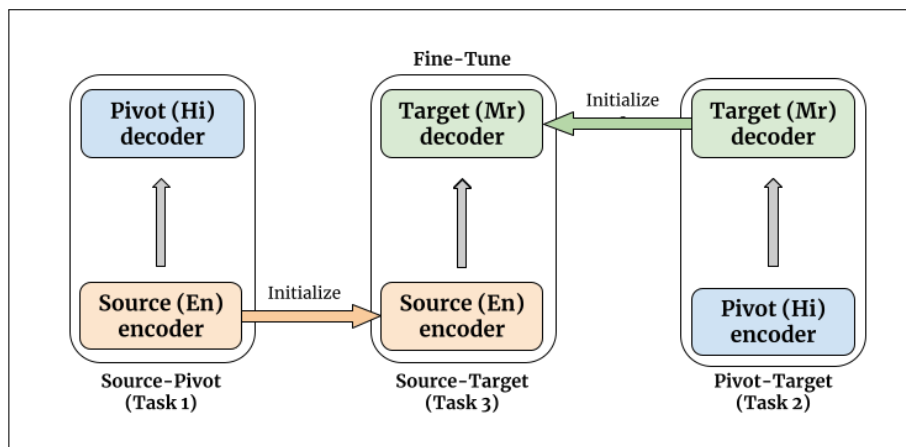 Fine-Tune
Pivot (Hi)
decoder
Target (Mr)
decoder
Initialize
Target (Mr)
decoder
Source (En)
encoder
Initialize
Source (En)
encoder
Pivot (Hi)
encoder
Source-Pivot
(Task 1)
Source-Target
(Task 3)
Pivot-Target
(Task 2)